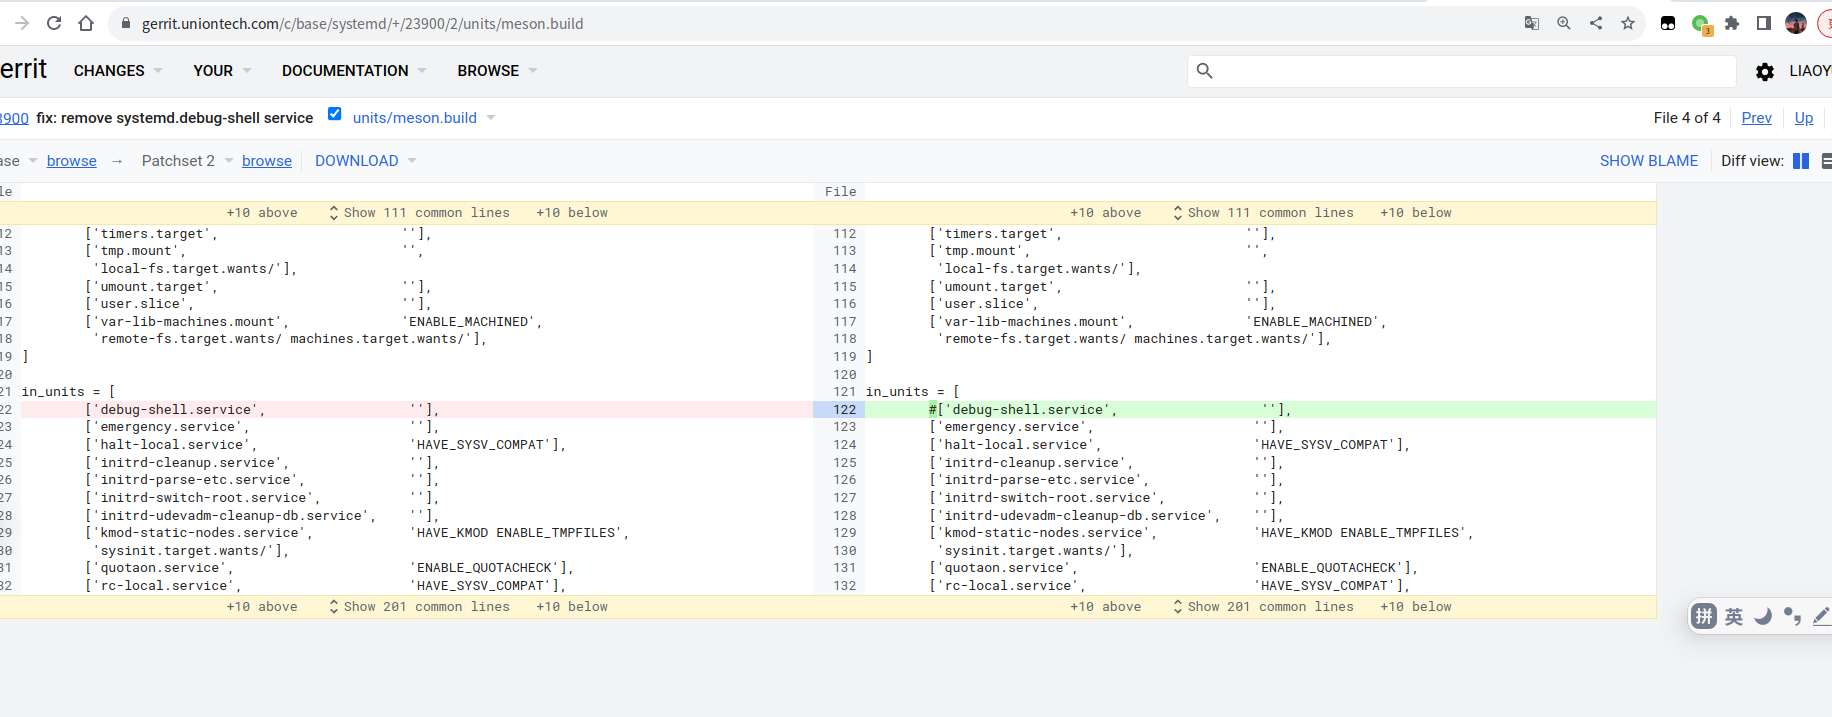 gerrit.uniontech.com/c/base/systemd/+/23900/2/units/meson.build
3
errit CHANGES YOUR DOCUMENTATION BROWSE LIAOY
3900 fix: remove systemd.debug-shell service units/meson.build File 4 of 4 Prev Up
ase browse → Patchset 2 browse DOWNLOAD SHOW BLAME Diff view:
le File
+10 above Show 111 common lines +10 below +10 above Show 111 common lines +10 below
12 ['timers.target', ''], 112 ['timers.target', ''],
13 ['tmp.mount', '', 113 ['tmp.mount', '',
14 'local-fs.target.wants/'], 114 'local-fs.target.wants/'],
15 ['umount.target', ''], 115 ['umount.target', ''],
16 ['user.slice', ''], 116 ['user.slice', ''],
17 ['var-lib-machines.mount', 'ENABLE_MACHINED', 117 ['var-lib-machines.mount', 'ENABLE_MACHINED',
18 'remote-fs.target.wants/ machines.target.wants/'], 118 'remote-fs.target.wants/ machines.target.wants/'],
19 ] 119 ]
20 120
21 in_units = [ 121 in_units = [
22 ['debug-shell.service', ''], 122 #['debug-shell.service', ''],
23 ['emergency.service', ''], 123 ['emergency.service', ''],
24 ['halt-local.service', 'HAVE_SYSV_COMPAT'], 124 ['halt-local.service', 'HAVE_SYSV_COMPAT'],
25 ['initrd-cleanup.service', ''], 125 ['initrd-cleanup.service', ''],
26 ['initrd-parse-etc.service', ''], 126 ['initrd-parse-etc.service', ''],
27 ['initrd-switch-root.service', ''], 127 ['initrd-switch-root.service', ''],
28 ['initrd-udevadm-cleanup-db.service', ''], 128 ['initrd-udevadm-cleanup-db.service', ''],
29 ['kmod-static-nodes.service', 'HAVE_KMOD ENABLE_TMPFILES', 129 ['kmod-static-nodes.service', 'HAVE_KMOD ENABLE_TMPFILES',
30 'sysinit.target.wants/'], 130 'sysinit.target.wants/'],
31 ['quotaon.service', 'ENABLE_QUOTACHECK'], 131 ['quotaon.service', 'ENABLE_QUOTACHECK'],
32 ['rc-local.service', 'HAVE_SYSV_COMPAT'], 132 ['rc-local.service', 'HAVE_SYSV_COMPAT'],
+10 above Show 201 common lines +10 below +10 above Show 201 common lines +10 below
拼 英